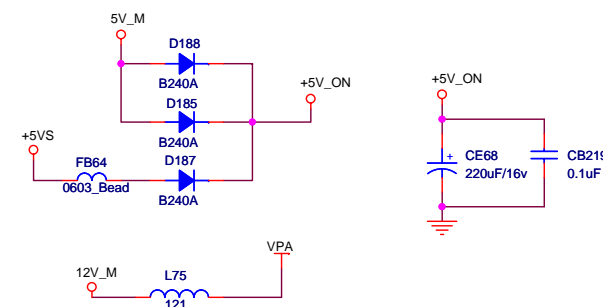 5V_M
D188
B240A
+5V_ON
D185
B240A
+5VS
FB64
0603_Bead
D187
B240A
+5V_ON
+
CE68
220uF/16v
CB219
0.1uF
12V_M
L75
121
VPA